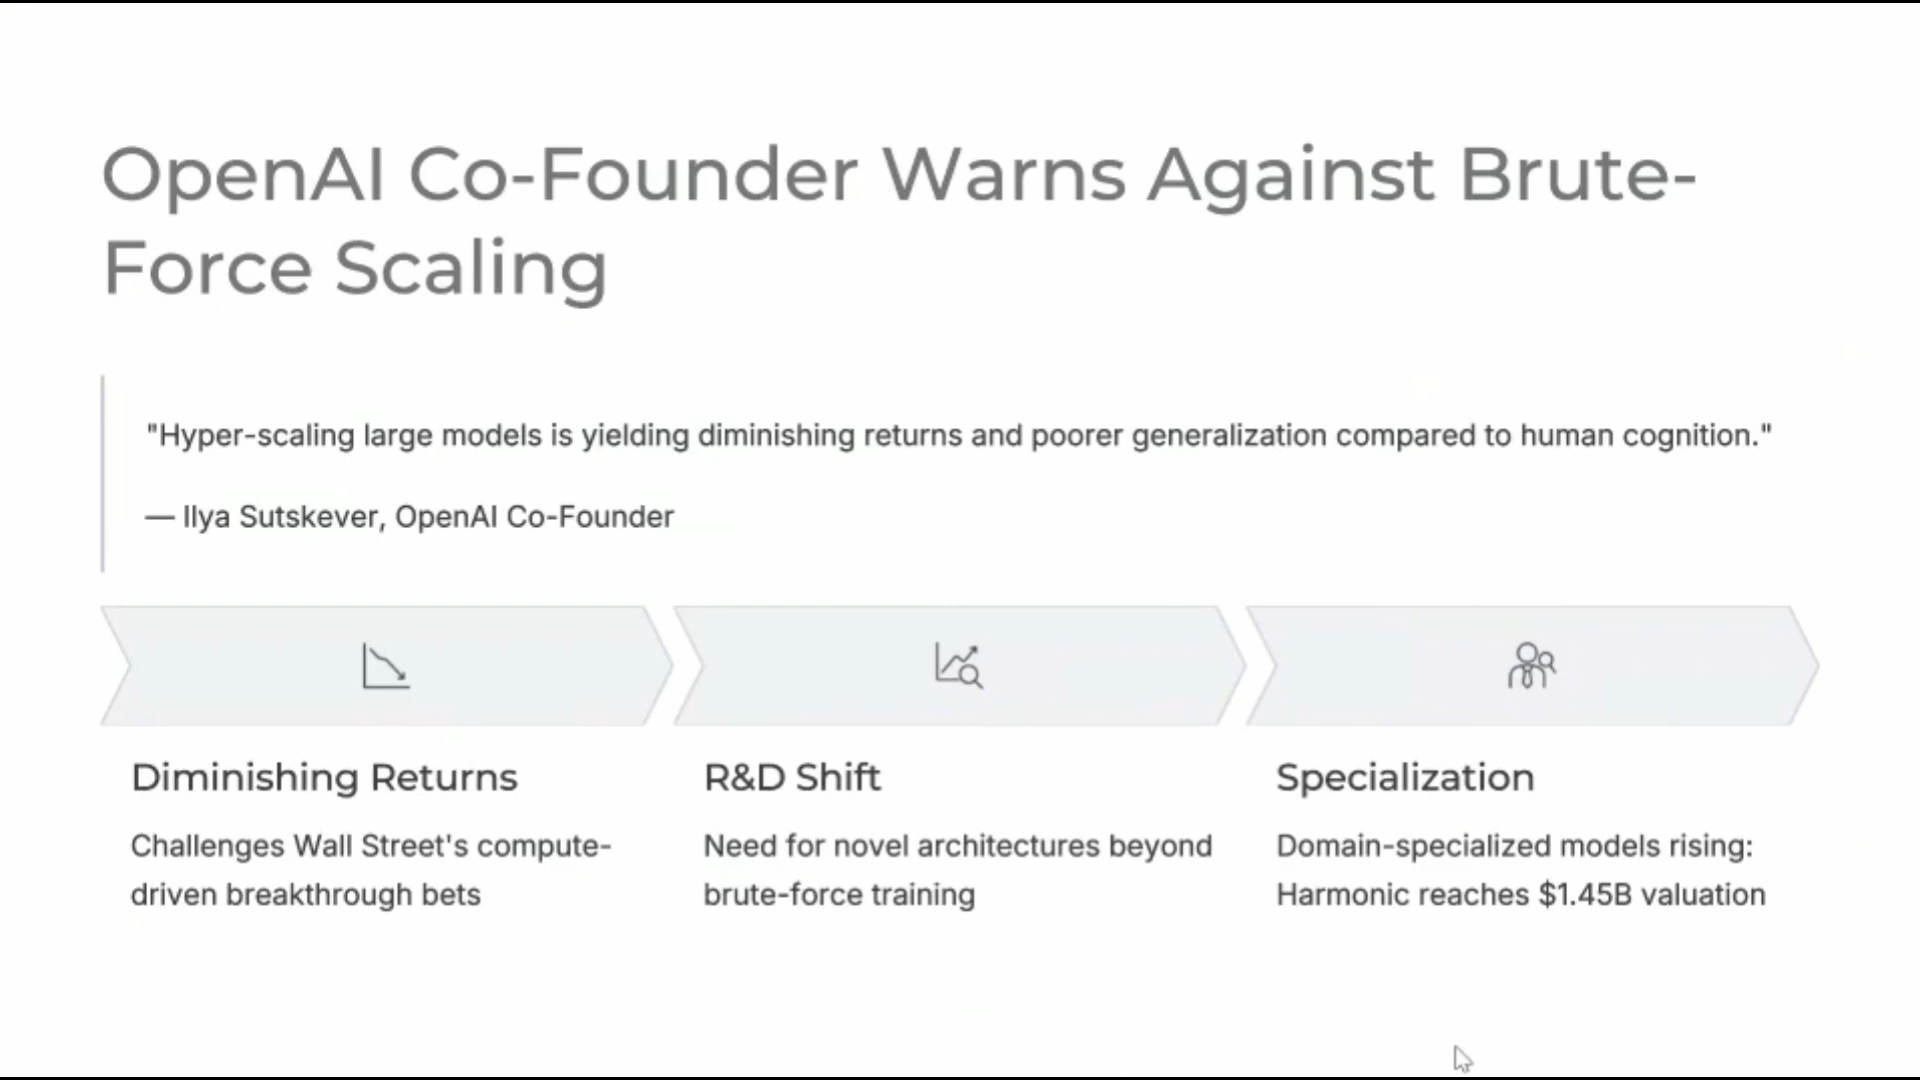 OpenAI Co-Founder Warns Against Brute-
Force Scaling
"Hyper-scaling large models is yielding diminishing returns and poorer generalization compared to human cognition."
— Ilya Sutskever, OpenAI Co-Founder
Diminishing Returns
Challenges Wall Street's compute-
driven breakthrough bets
R&D Shift
Need for novel architectures beyond
brute-force training
Specialization
Domain-specialized models rising:
Harmonic reaches $1.45B valuation